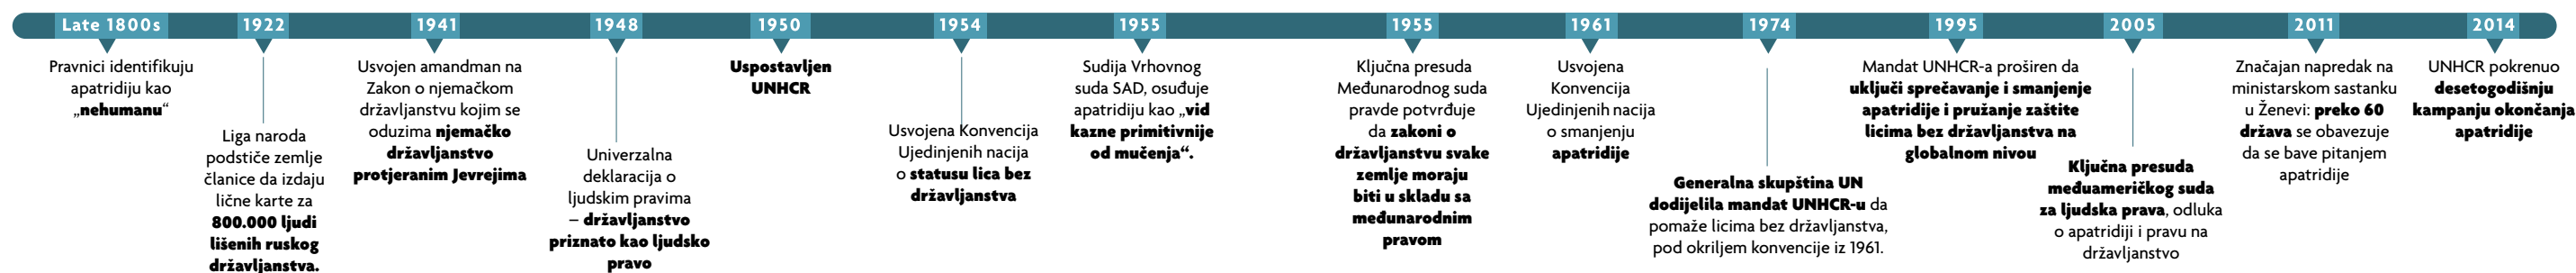 Late 1800s
Pravnici identifikuju
apatridiju kao
„nehumanu“
1922
Liga naroda
podstiče zemlje
članice da izdaju
lične karte za
800.000 ljudi
lišenih ruskog
državljanstva.
1941
Usvojen amandman na
Zakon o njemačkom
državljanstvu kojim se
oduzima njemačko
državljanstvo
protjeranim Jevrejima
1948
Univerzalna
deklaracija o
ljudskim pravima
– državljanstvo
priznato kao ljudsko
pravo
1950
Uspostavljen
UNHCR
1954
Usvojena Konvencija
Ujedinjenih nacija
o statusu lica bez
državljanstva
1955
Sudija Vrhovnog
suda SAD, osuđuje
apatridiju kao „vid
kazne primitivnije
od mučenja“.
1955
Ključna presuda
Međunarodnog suda
pravde potvrđuje
da zakoni o
državljanstvu svake
zemlje moraju
biti u skladu sa
međunarodnim
pravom
1961
Usvojena
Konvencija
Ujedinjenih nacija
o smanjenju
apatridije
1974
Generalna skupština UN
dodijelila mandat UNHCR-u da
pomaže licima bez državljanstva,
pod okriljem konvencije iz 1961.
1995
Mandat UNHCR-a proširen da
uključi sprečavanje i smanjenje
apatridije i pružanje zaštite
licima bez državljanstva na
globalnom nivou
2005
Ključna presuda
međuameričkog suda
za ljudska prava, odluka
o apatridiji i pravu na
državljanstvo
2011
Značajan napredak na
ministarskom sastanku
u Ženevi: preko 60
država se obavezuje
da se bave pitanjem
apatridije
2014
UNHCR pokrenuo
desetogodišnju
kampanju okončanja
apatridije